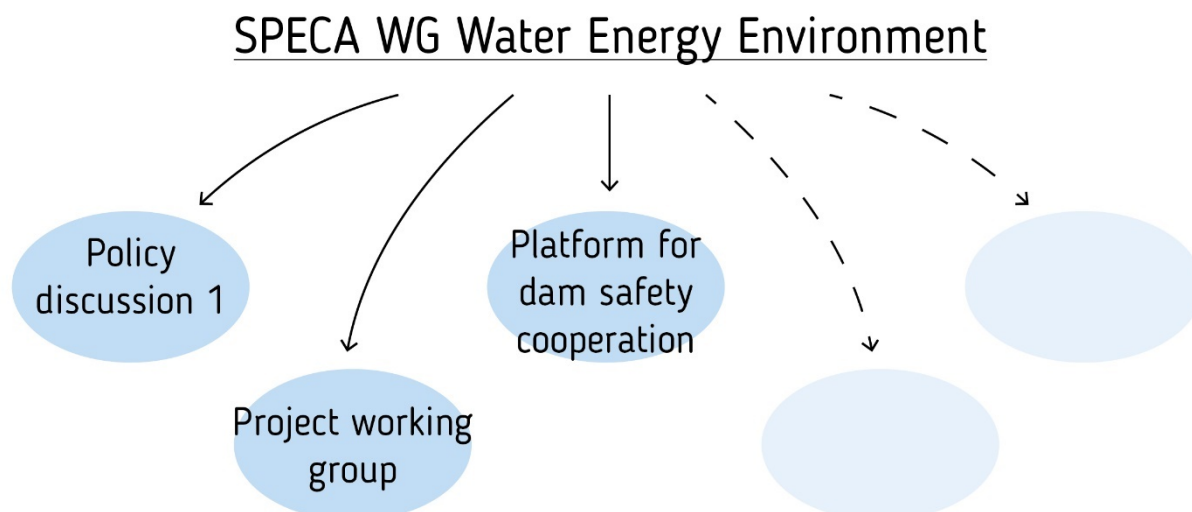 SPECA WG Water Energy Environment
Policy
discussion 1
Platform for
dam safety
cooperation
Project working
group